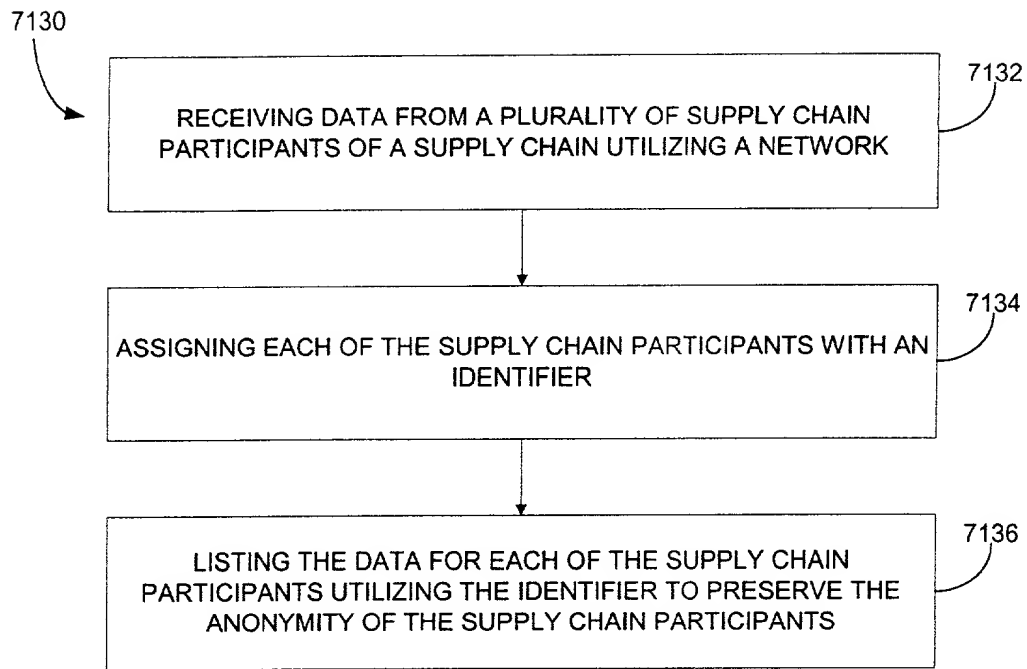 7130
7132
RECEIVING DATA FROM A PLURALITY OF SUPPLY CHAIN
PARTICIPANTS OF A SUPPLY CHAIN UTILIZING A NETWORK
7134
ASSIGNING EACH OF THE SUPPLY CHAIN PARTICIPANTS WITH AN
IDENTIFIER
7136
LISTING THE DATA FOR EACH OF THE SUPPLY CHAIN
PARTICIPANTS UTILIZING THE IDENTIFIER TO PRESERVE THE
ANONYMITY OF THE SUPPLY CHAIN PARTICIPANTS